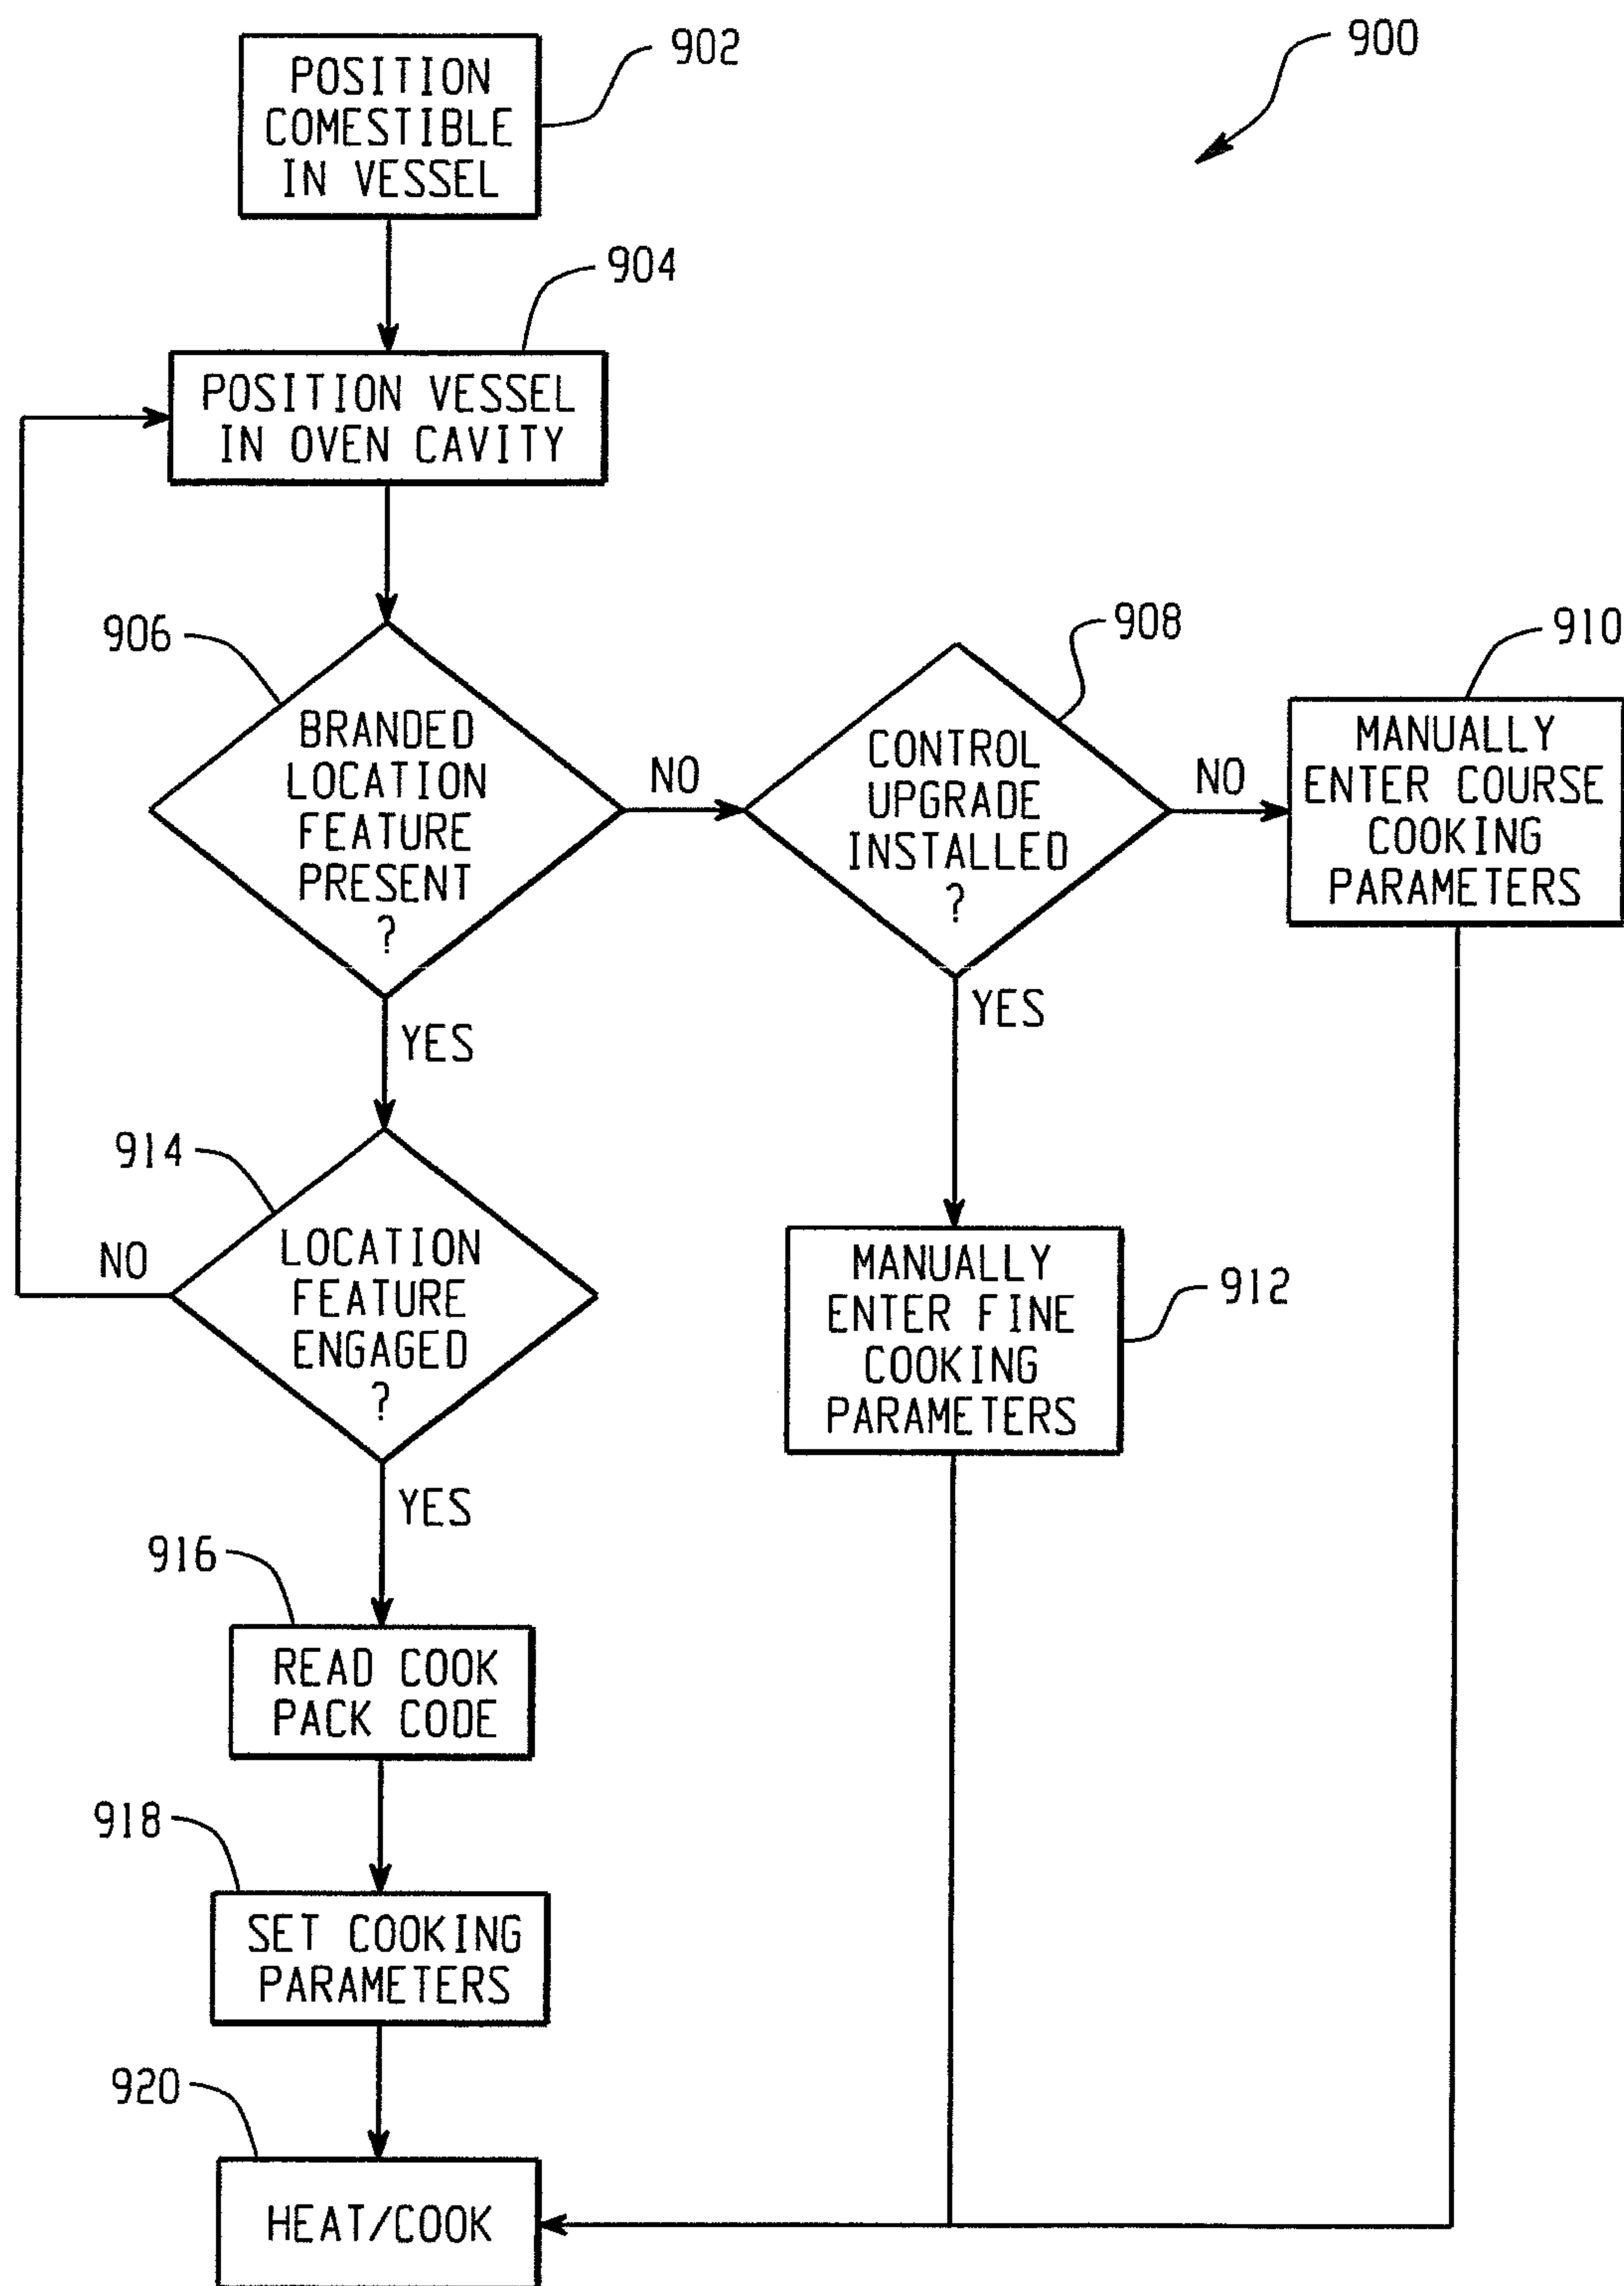 900
902
POSITION
COMESTIBLE
IN VESSEL
904
POSITION VESSEL
IN OVEN CAVITY
906
BRANDED
LOCATION
FEATURE
PRESENT
?
NO
908
CONTROL
UPGRADE
INSTALLED
?
NO
910
MANUALLY
ENTER COURSE
COOKING
PARAMETERS
YES
YES
914
LOCATION
FEATURE
ENGAGED
?
NO
912
MANUALLY
ENTER FINE
COOKING
PARAMETERS
YES
916
READ COOK
PACK CODE
918
SET COOKING
PARAMETERS
920
HEAT/COOK